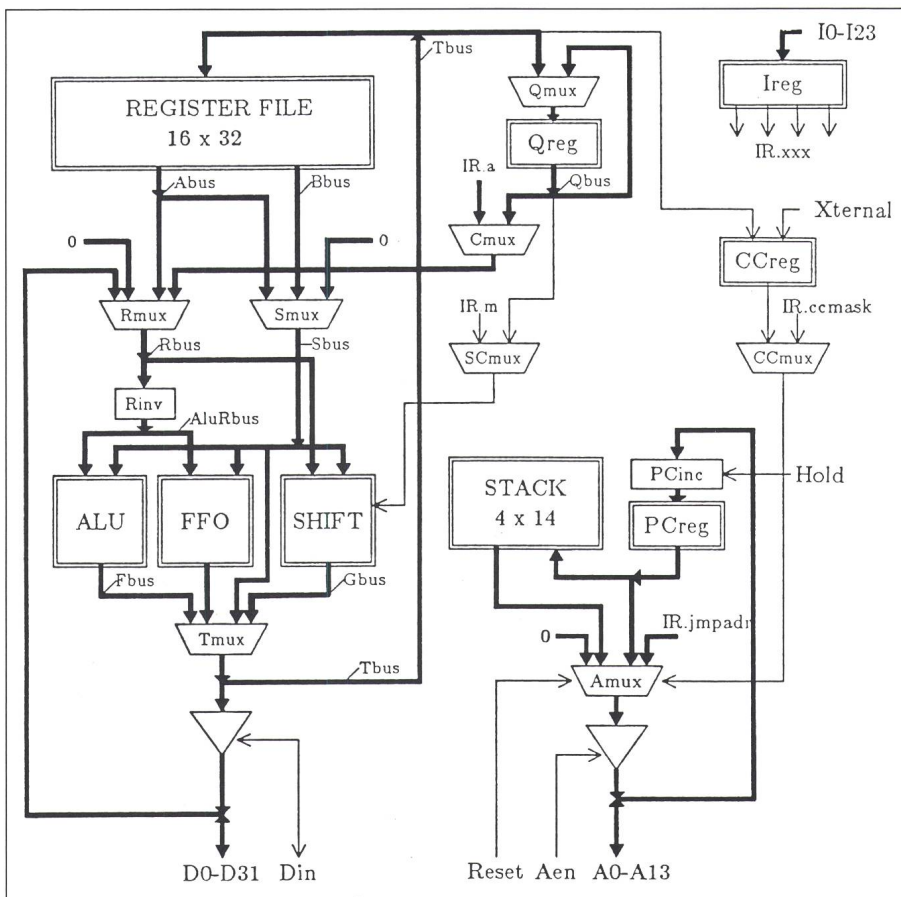 I0-I23
Tbus
Qmux
Ireg
REGISTER FILE
16 x 32
Qreg
IR.xxx
IR.a
Abus
Bbus
Qbus
Xternal
0
0
Cmux
CCreg
Rmux
Smux
IR.m
IR.ccmask
Rbus
Sbus
SCmux
CCmux
Rinv
AluRbus
STACK
4 x 14
PCinc
Hold
ALU
FFO
SHIFT
PCreg
Fbus
Gbus
Tmux
0
IR.jmpadr
Tbus
Amux
D0-D31
Din
Reset
Aen
A0-A13